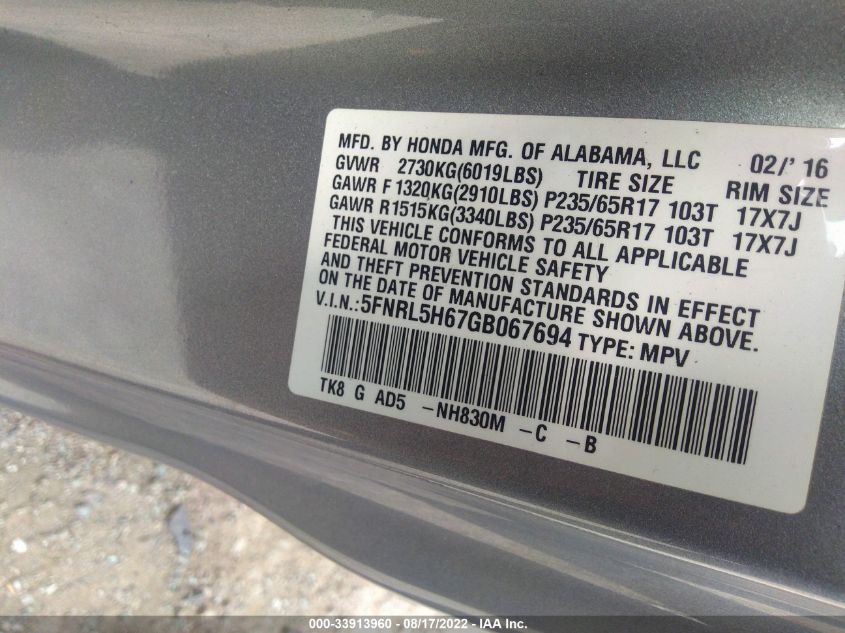 MFD. BY HONDA MFG. OF ALABAMA, LLC 02/' 16
GVWR 2730KG(6019LBS) TIRE SIZE RIM SIZE
GAWR F 1320KG(2910LBS) P235/65R17 103T 17X7J
GAWR R1515KG(3340LBS) P235/65R17 103T 17X7J
THIS VEHICLE CONFORMS TO ALL APPLICABLE
FEDERAL MOTOR VEHICLE SAFETY
AND THEFT PREVENTION STANDARDS IN EFFECT
ON THE DATE OF MANUFACTURE SHOWN ABOVE.
V.I.N.:5FNRL5H67GB067694 TYPE: MPV
TK8 G AD5 -NH830M -C -B
000-33913960 - 08/17/2022 - IAA Inc.